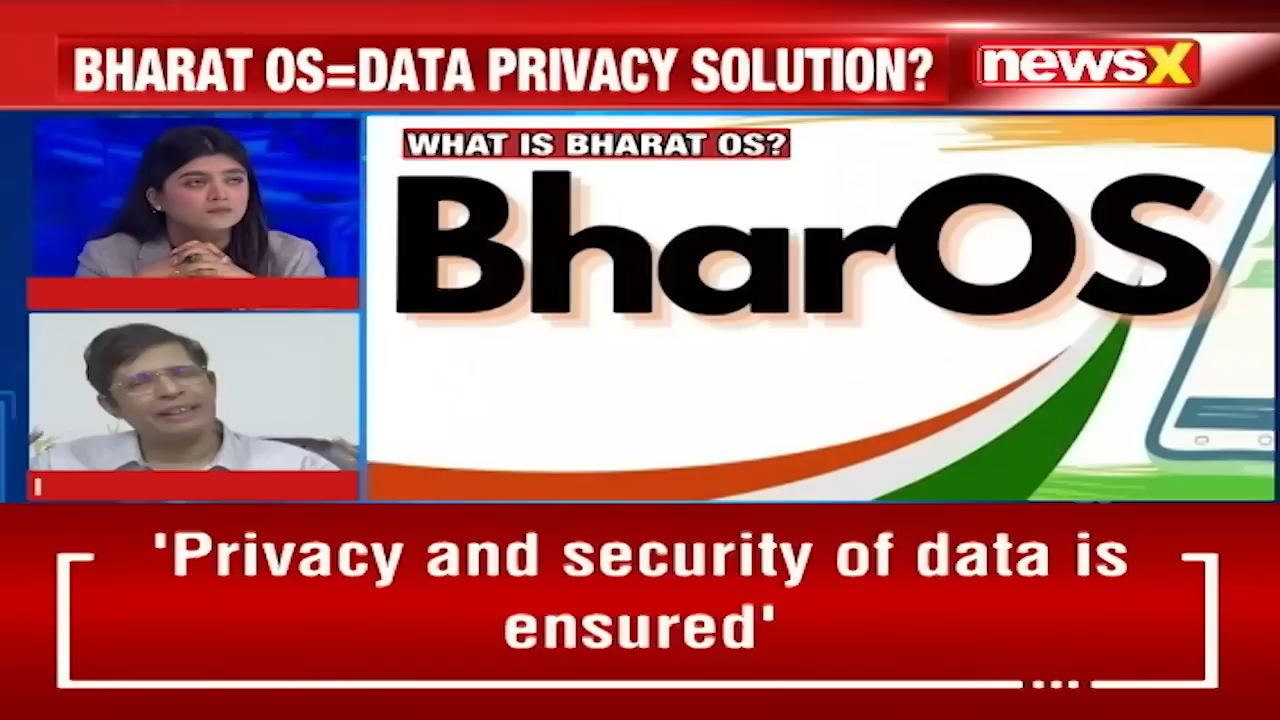 BHARAT OS=DATA PRIVACY SOLUTION?
newsX
WHAT IS BHARAT OS?
BharOS
'Privacy and security of data is
ensured'